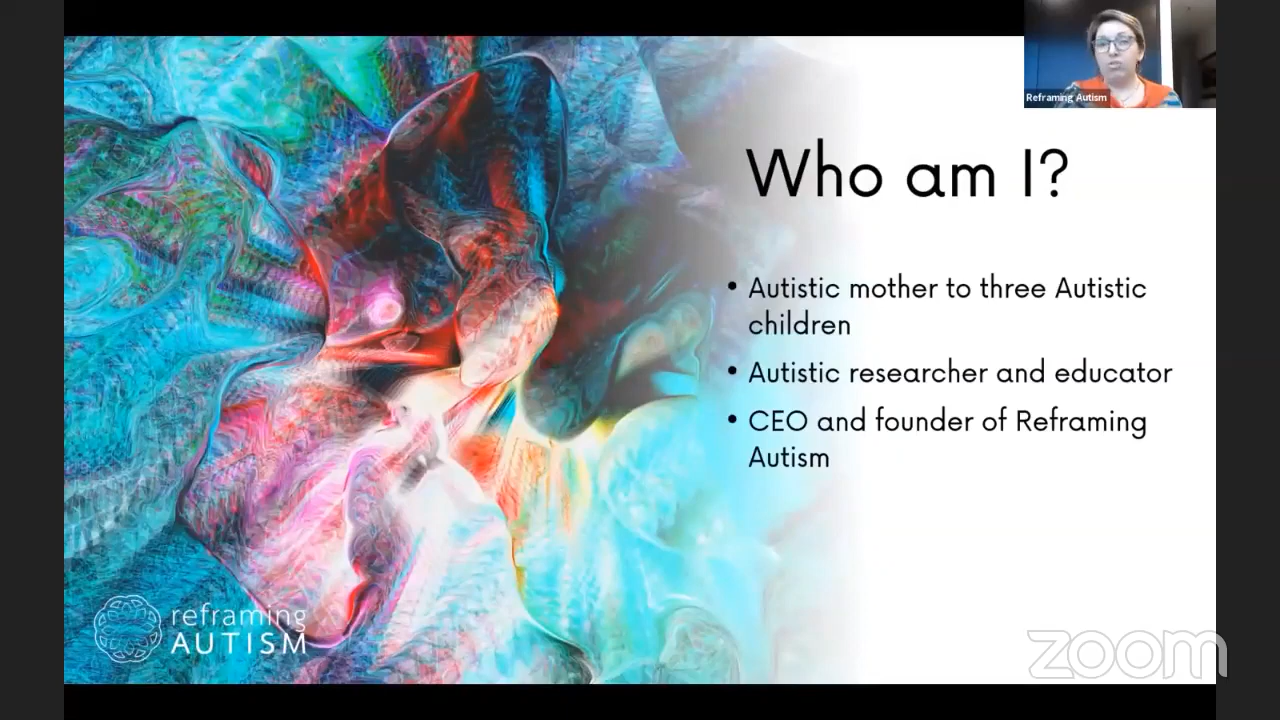 Reframing Autism
Who am I?
• Autistic mother to three Autistic
children
• Autistic researcher and educator
• CEO and founder of Reframing
Autism
reframing
AUTISM
zoom